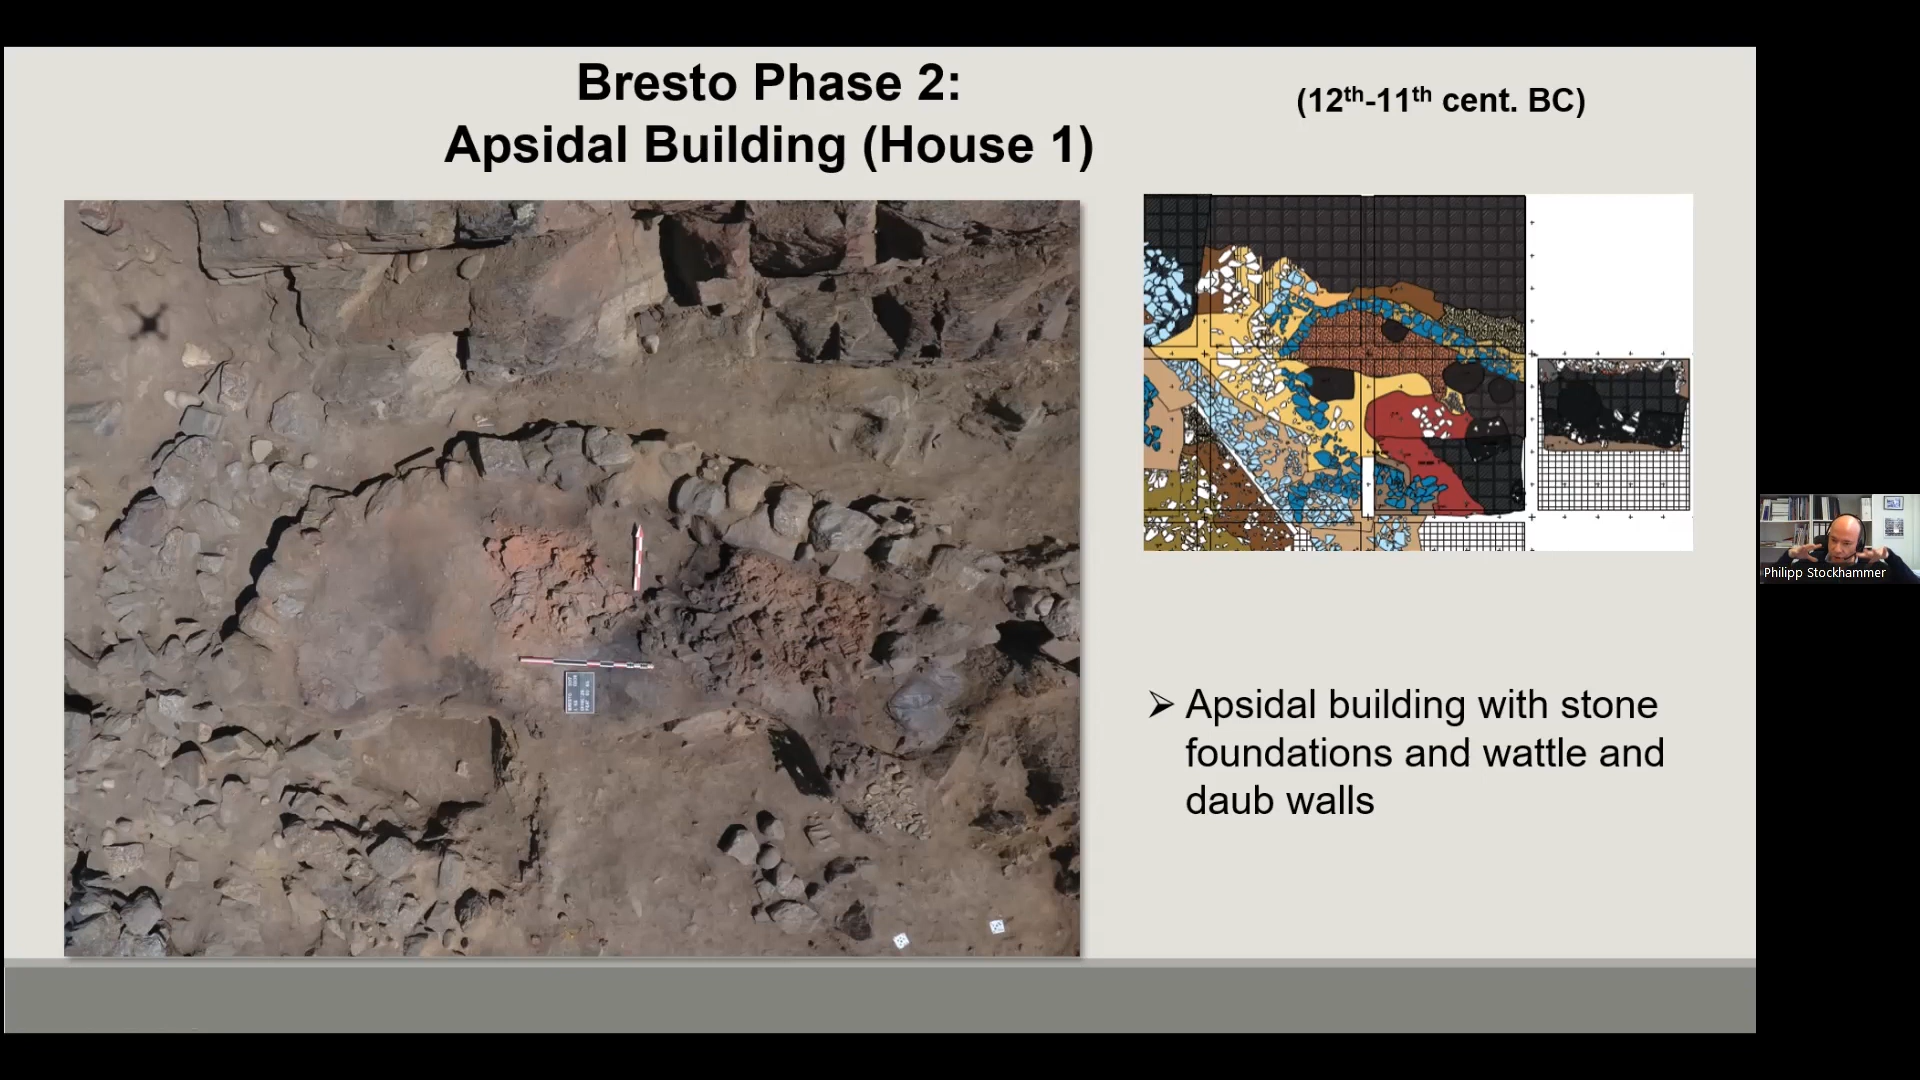 Bresto Phase 2:
Apsidal Building (House 1)
(12th-11th cent. BC)
➢ Apsidal building with stone
foundations and wattle and
daub walls
Philipp Stockhammer